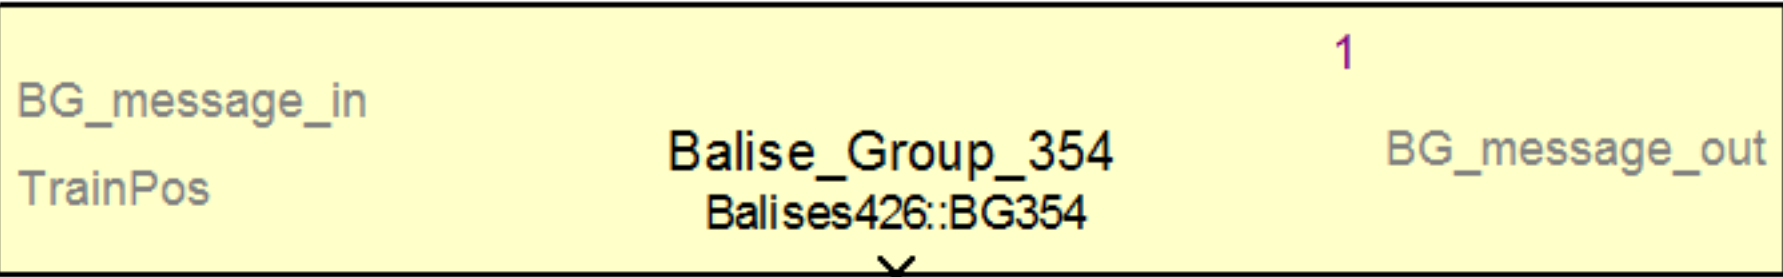 1
BG_message_in
Balise_Group_354
BG_message_out
TrainPos
Balises426::BG354